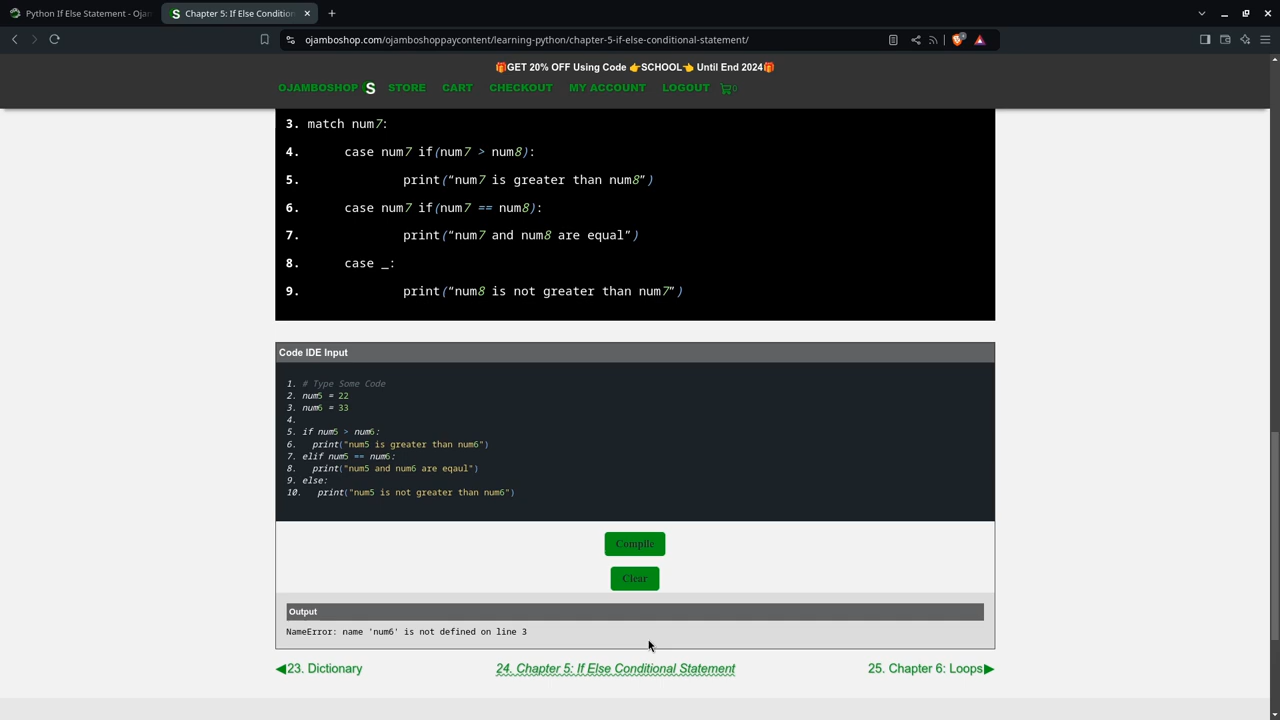 Python If Else Statement - Ojam
Chapter 5: If Else Condition
ojamboshop.com/ojamboshoppaycontent/learning-python/chapter-5-if-else-conditional-statement/
🎁GET 20% OFF Using Code 👉SCHOOL👈 Until End 2024🎁
OJAMBOSHOP S STORE CART CHECKOUT MY ACCOUNT LOGOUT 0
3. match num7:
4. case num7 if(num7 > num8):
5. print(“num7 is greater than num8”)
6. case num7 if(num7 == num8):
7. print(“num7 and num8 are equal”)
8. case _:
9. print(“num8 is not greater than num7”)
Code IDE Input
1. # Type Some Code
2. num5 = 22
3. num6 = 33
4.
5. if num5 > num6:
6. print("num5 is greater than num6")
7. elif num5 == num6:
8. print("num5 and num6 are eqaul")
9. else:
10. print("num5 is not greater than num6")
Compile
Clear
Output
NameError: name 'num6' is not defined on line 3
◀23. Dictionary
24. Chapter 5: If Else Conditional Statement
25. Chapter 6: Loops▶